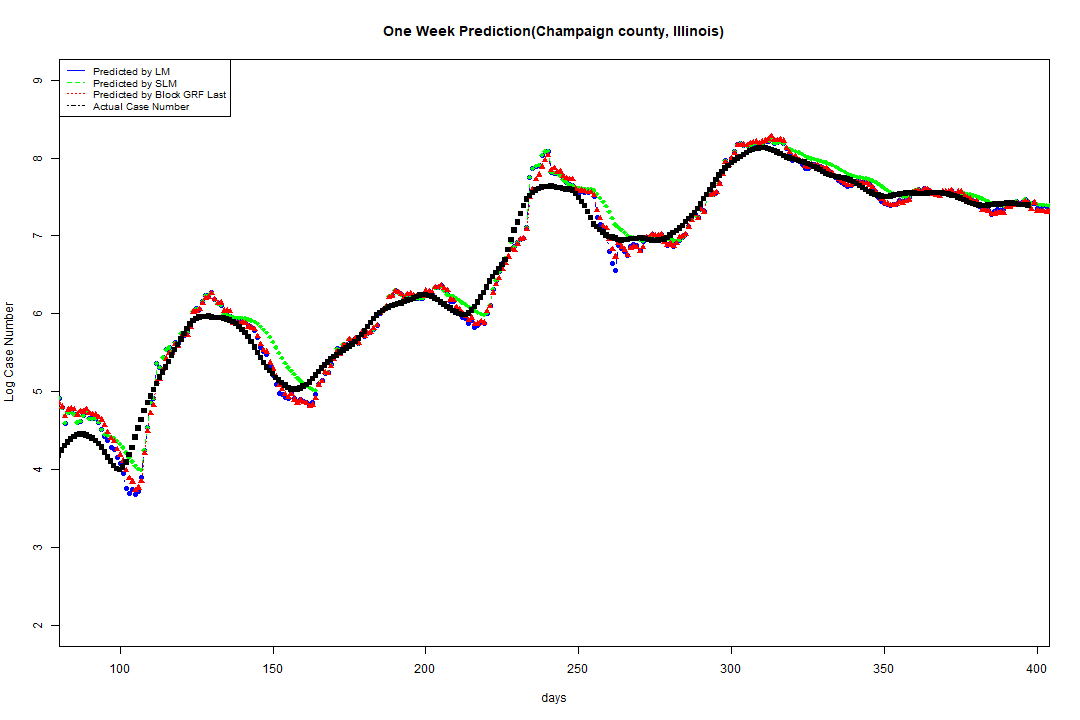 One Week Prediction(Champaign county, Illinois)
Predicted by LM
Predicted by SLM
Predicted by Block GRF Last
Actual Case Number
Log Case Number
9
8
7
6
5
4
3
2
100 150 200 250 300 350 400
days